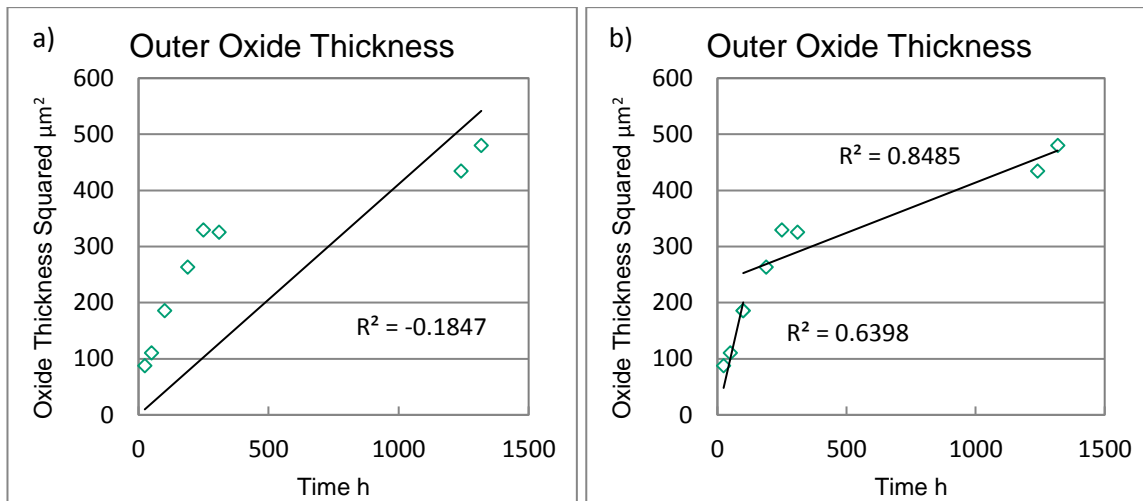 a)
Outer Oxide Thickness
Oxide Thickness Squared µm²
600
500
400
300
200
100
0
R² = -0.1847
0 500 1000 1500
Time h
b)
Outer Oxide Thickness
Oxide Thickness Squared µm²
600
500
400
300
200
100
0
R² = 0.8485
R² = 0.6398
0 500 1000 1500
Time h